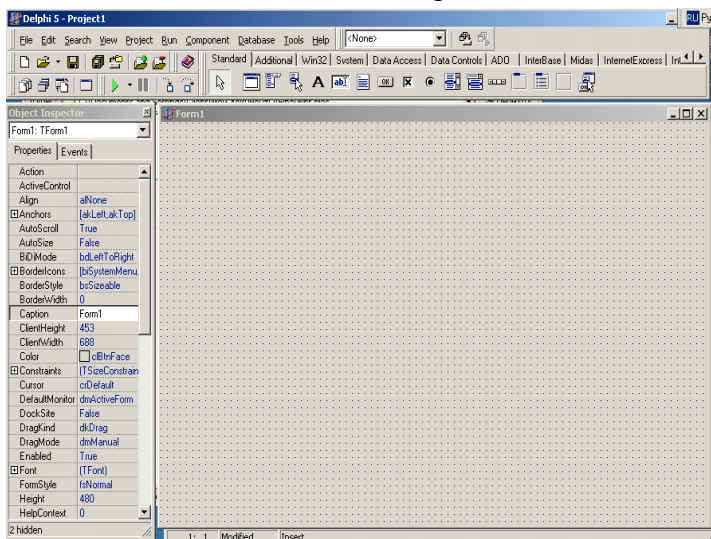 Delphi 5 - Project1
RU
File Edit Search View Project Run Component Database Tools Help <None>
Standard Additional Win32 System Data Access Data Controls ADO InterBase Midas InternetExpress
Object Inspector
Form1
Form1: TForm1
Properties Events
Action
ActiveControl
Align alNone
Anchors [akLeft,akTop]
AutoScroll True
AutoSize False
BiDiMode bdLeftToRight
BorderIcons [biSystemMenu,
BorderStyle bsSizeable
BorderWidth 0
Caption Form1
ClientHeight 453
ClientWidth 688
Color clBtnFace
Constraints (TSizeConstrain
Cursor crDefault
DefaultMonitor dmActiveForm
DockSite False
DragKind dkDrag
DragMode dmManual
Enabled True
Font (TFont)
FormStyle fsNormal
Height 480
HelpContext 0
2 hidden
1: 1 Modified Insert